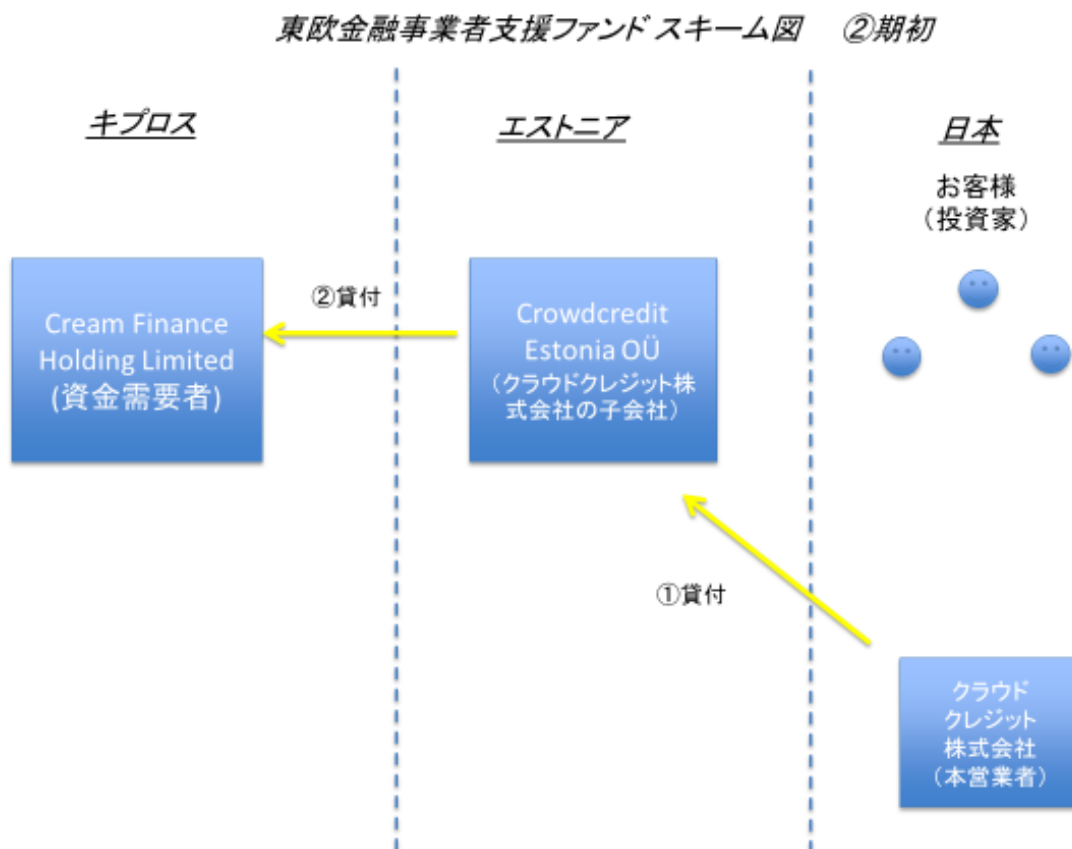 東欧金融事業者支援ファンド スキーム図　②期初
キプロス
エストニア
日本
お客様
（投資家）
Cream Finance
Holding Limited
(資金需要者)
②貸付
Crowdcredit
Estonia OÜ
（クラウドクレジット株
式会社の子会社）
①貸付
クラウド
クレジット
株式会社
（本営業者）